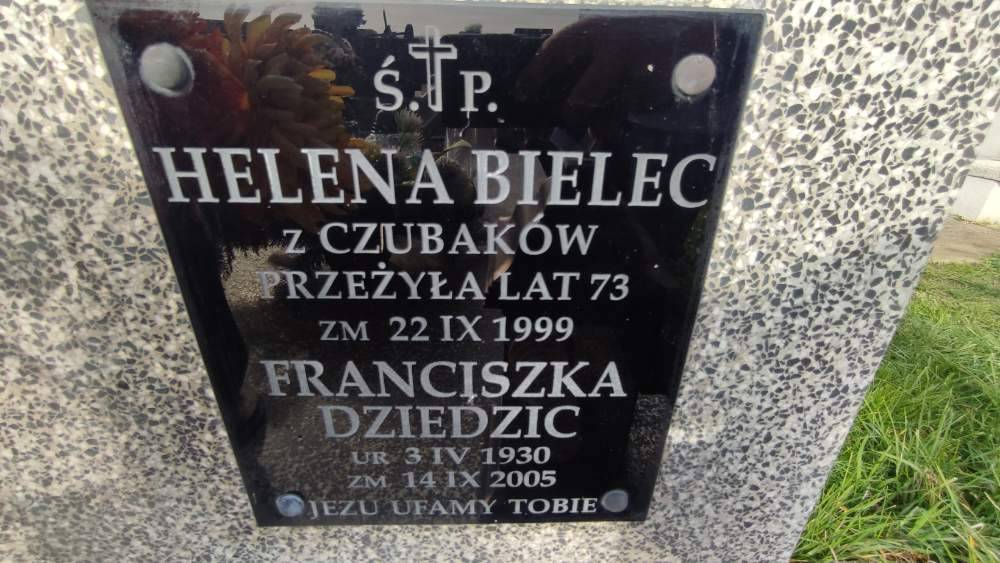 Ś.†P.
HELENA BIELEC
Z CZUBAKÓW
PRZEŻYŁA LAT 73
ZM 22 IX 1999
FRANCISZKA
DZIEDZIC
UR 3 IV 1930
ZM 14 IX 2005
JEZU UFAMY TOBIE